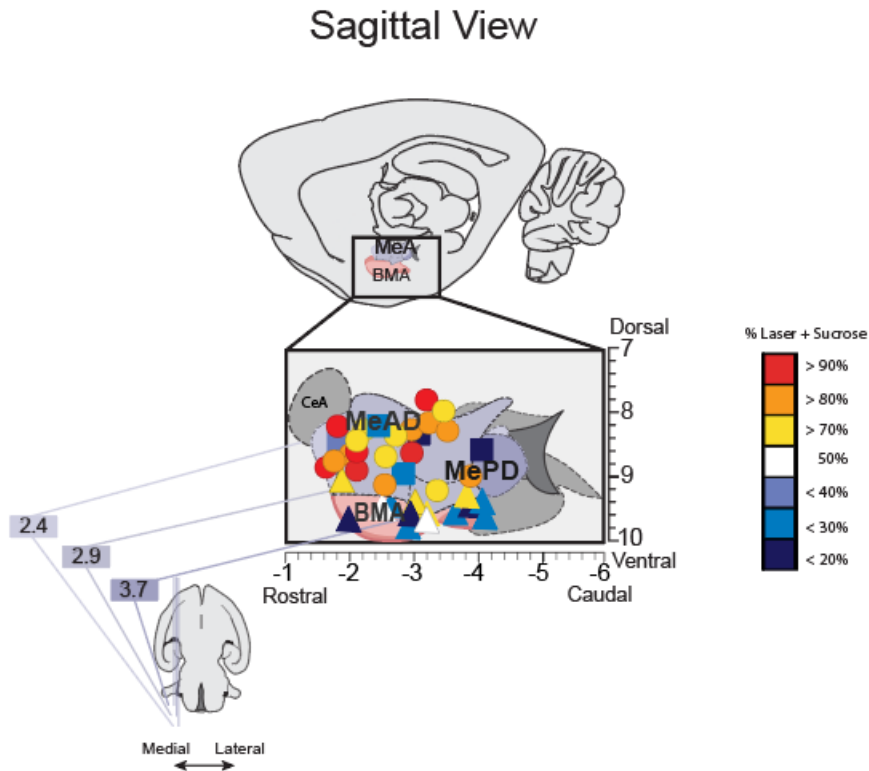 Sagittal View
MeA
BMA
Dorsal
% Laser + Sucrose
-7
> 90%
CeA
> 80%
8
MeAD
> 70%
50%
MePD
9
< 40%
2.4
BMA
< 30%
10
2.9
Ventral
< 20%
-1 -2 -3 -4 -5 -6
3.7
Rostral Caudal
Medial Lateral